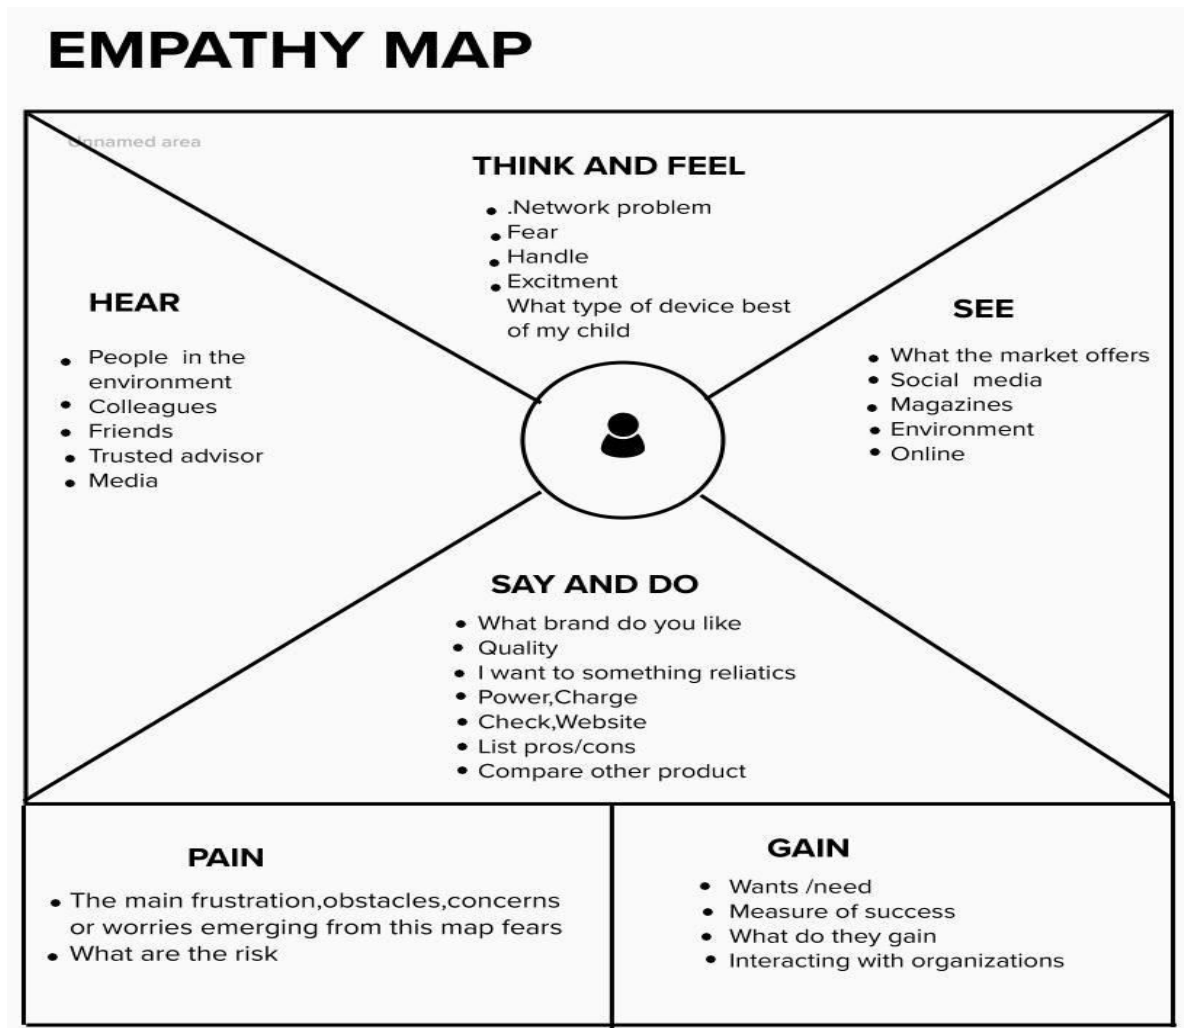 EMPATHY MAP
Unnamed area
THINK AND FEEL
.Network problem
Fear
Handle
Excitment
What type of device best
of my child
HEAR
People in the
environment
Colleagues
Friends
Trusted advisor
Media
SEE
What the market offers
Social media
Magazines
Environment
Online
SAY AND DO
What brand do you like
Quality
I want to something reliatics
Power,Charge
Check,Website
List pros/cons
Compare other product
PAIN
The main frustration,obstacles,concerns
or worries emerging from this map fears
What are the risk
GAIN
Wants /need
Measure of success
What do they gain
Interacting with organizations